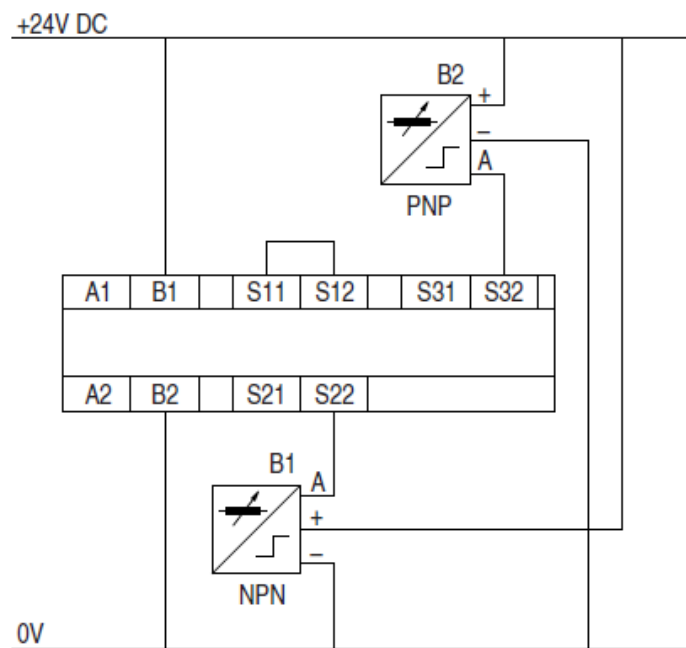 +24V DC
B2
+
–
A
PNP
A1 B1 S11 S12 S31 S32
A2 B2 S21 S22
B1
A
+
–
NPN
0V